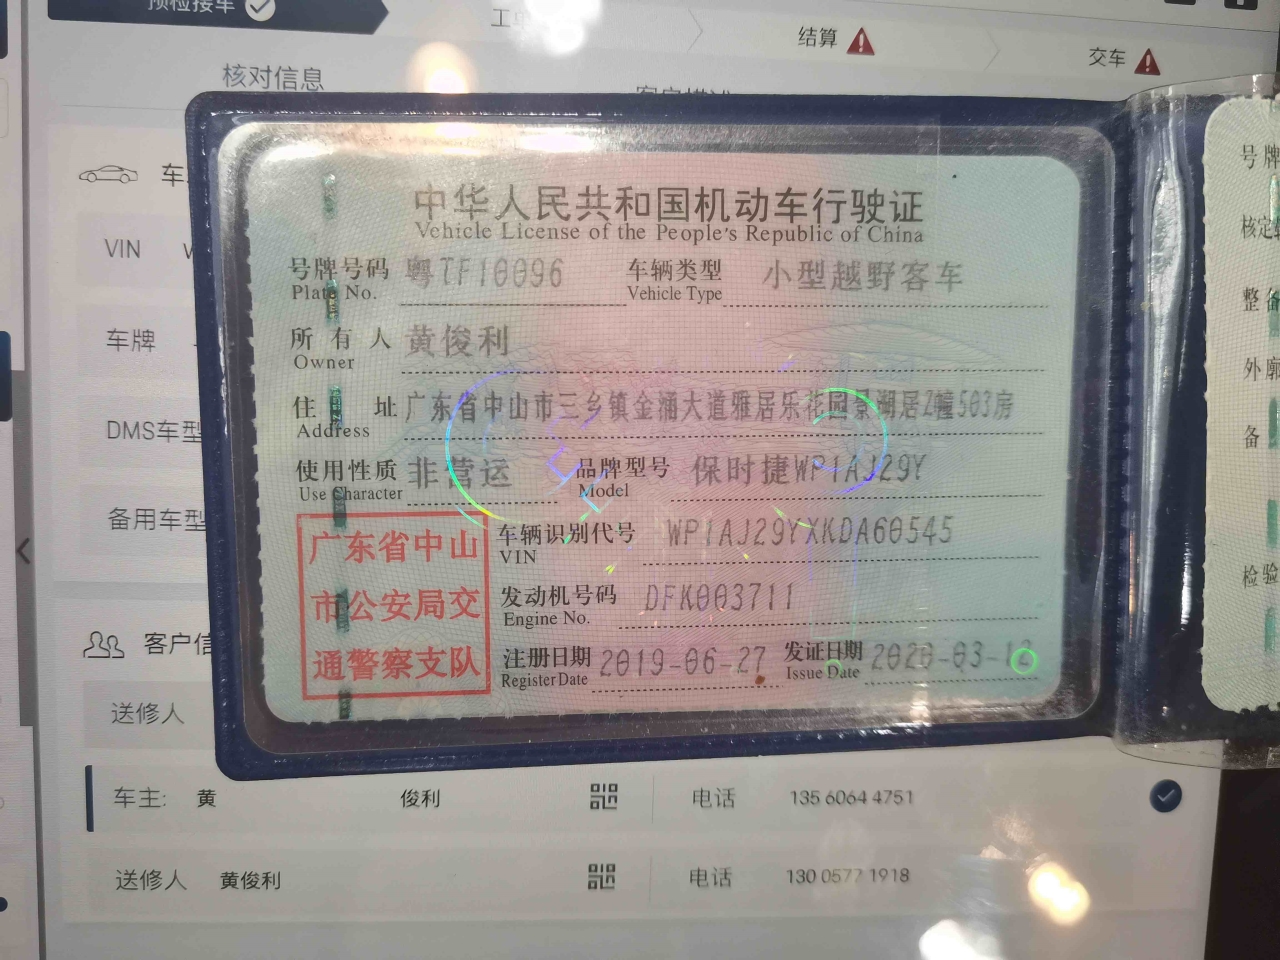 预检接车
结算
交车
核对信息
中华人民共和国机动车行驶证
Vehicle License of the People's Republic of China
号牌号码 粤TF10096 车辆类型 小型越野客车
Plate No. Vehicle Type
所有人 黄俊利
Owner
住址 广东省中山市三乡镇金涌大道雅居乐花园景湖居2幢503房
Address
使用性质 非营运 品牌型号 保时捷WP1AJ29Y
Use Character Model
广东省中山
市公安局交
通警察支队
车辆识别代号 WP1AJ29YXKDA60545
VIN
发动机号码 DFK003711
Engine No.
注册日期 2019-06-27 发证日期 2020-03-12
Register Date Issue Date
号牌
核定
整备
外廓
备
检验
VIN
车牌
DMS车型
备用车型
客户信
送修人
车主: 黄 俊利 电话 135 6064 4751
送修人 黄俊利 电话 130 0577 1918